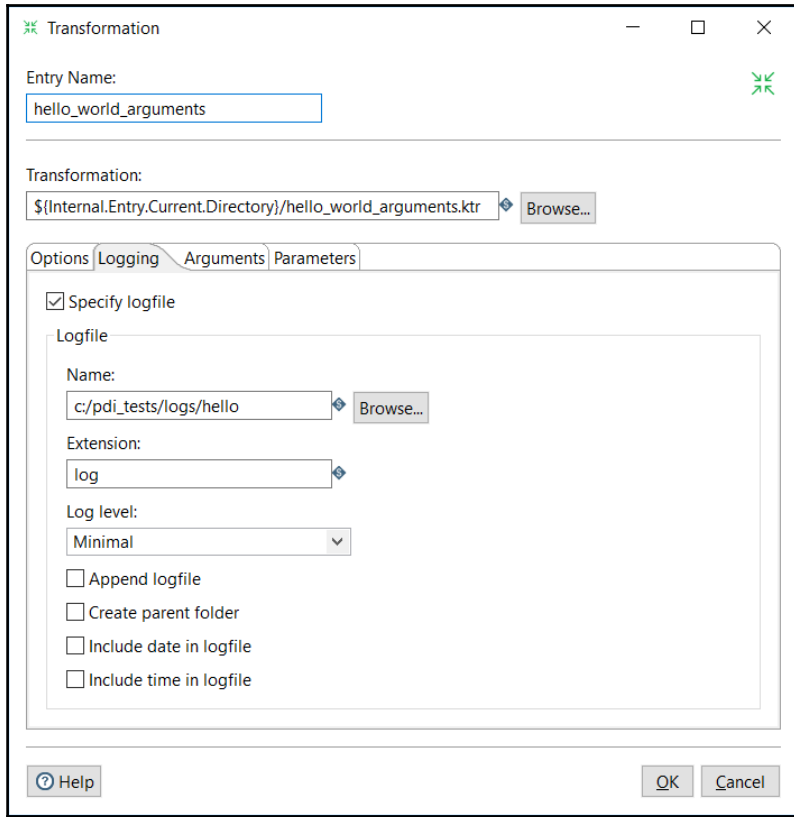 Transformation
Entry Name:
hello_world_arguments
Transformation:
${Internal.Entry.Current.Directory}/hello_world_arguments.ktr
Browse...
Options Logging Arguments Parameters
Specify logfile
Logfile
Name:
c:/pdi_tests/logs/hello
Browse...
Extension:
log
Log level:
Minimal
Append logfile
Create parent folder
Include date in logfile
Include time in logfile
Help OK Cancel